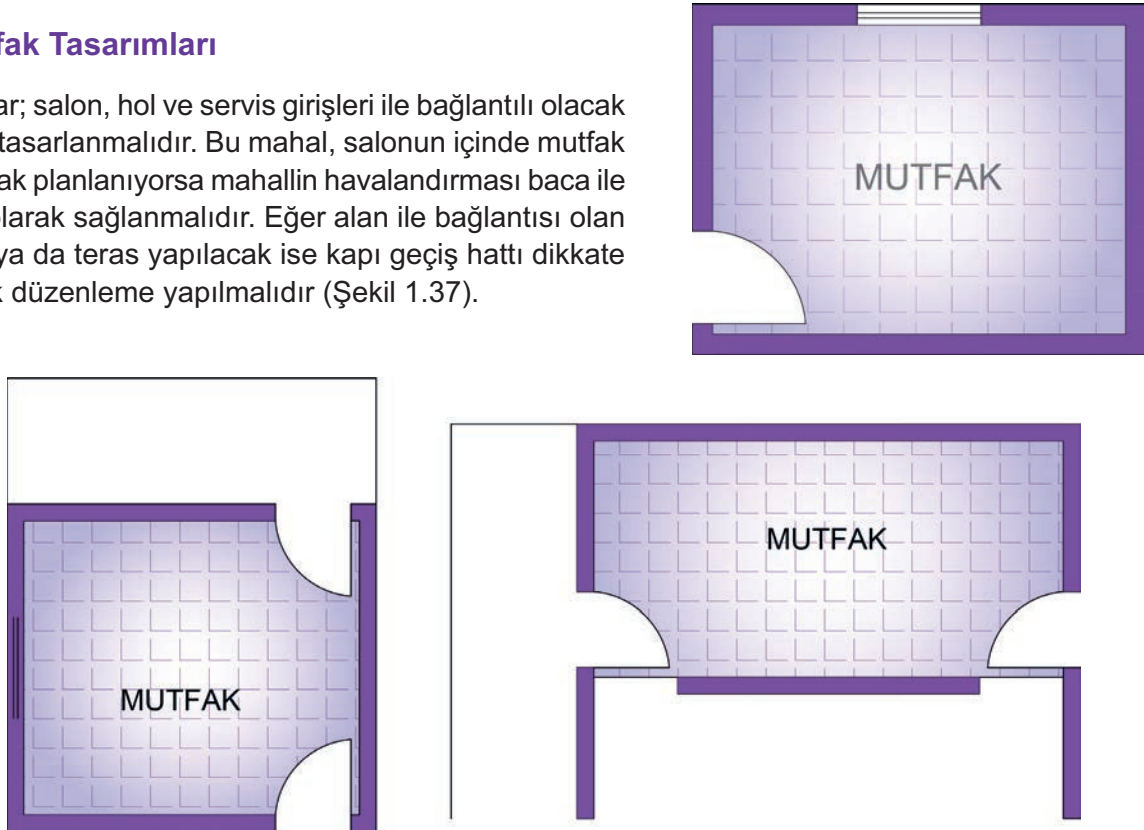 fak Tasarımları
ar; salon, hol ve servis girişleri ile bağlantılı olacak
tasarlanmalıdır. Bu mahal, salonun içinde mutfak
ak planlanıyorsa mahallin havalandırması baca ile
olarak sağlanmalıdır. Eğer alan ile bağlantısı olan
ya da teras yapılacak ise kapı geçiş hattı dikkate
k düzenleme yapılmalıdır (Şekil 1.37).
MUTFAK
MUTFAK
MUTFAK